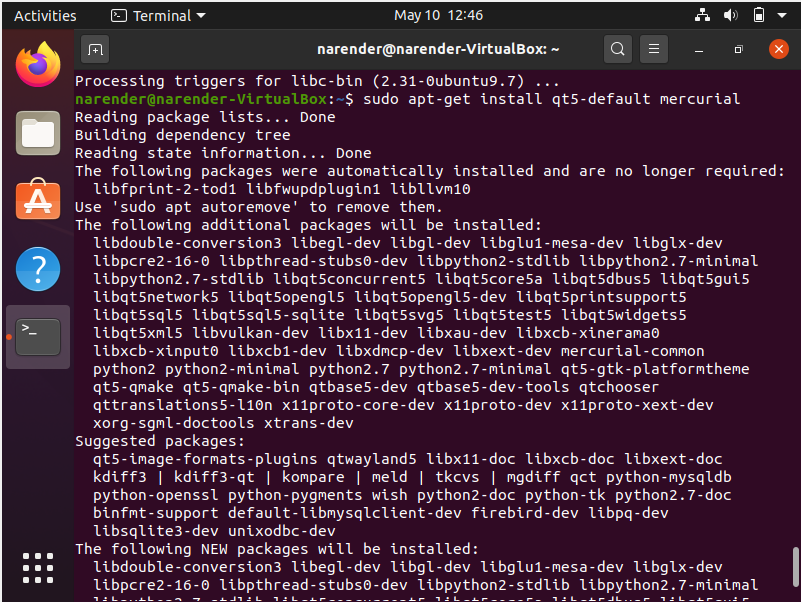 Activities Terminal May 10 12:46
narender@narender-VirtualBox: ~
Processing triggers for libc-bin (2.31-0ubuntu9.7) ...
narender@narender-VirtualBox:~$ sudo apt-get install qt5-default mercurial
Reading package lists... Done
Building dependency tree
Reading state information... Done
The following packages were automatically installed and are no longer required:
  libfprint-2-tod1 libfwupdplugin1 libllvm10
Use 'sudo apt autoremove' to remove them.
The following additional packages will be installed:
  libdouble-conversion3 libegl-dev libgl-dev libglu1-mesa-dev libglx-dev
  libpcre2-16-0 libpthread-stubs0-dev libpython2-stdlib libpython2.7-minimal
  libpython2.7-stdlib libqt5concurrent5 libqt5core5a libqt5dbus5 libqt5gui5
  libqt5network5 libqt5opengl5 libqt5opengl5-dev libqt5printsupport5
  libqt5sql5 libqt5sql5-sqlite libqt5svg5 libqt5test5 libqt5widgets5
  libqt5xml5 libvulkan-dev libx11-dev libxau-dev libxcb-xinerama0
  libxcb-xinput0 libxcb1-dev libxdmcp-dev libxext-dev mercurial-common
  python2 python2-minimal python2.7 python2.7-minimal qt5-gtk-platformtheme
  qt5-qmake qt5-qmake-bin qtbase5-dev qtbase5-dev-tools qtchooser
  qttranslations5-l10n x11proto-core-dev x11proto-dev x11proto-xext-dev
  xorg-sgml-doctools xtrans-dev
Suggested packages:
  qt5-image-formats-plugins qtwayland5 libx11-doc libxcb-doc libxext-doc
  kdiff3 | kdiff3-qt | kompare | meld | tkcvs | mgdiff qct python-mysqldb
  python-openssl python-pygments wish python2-doc python-tk python2.7-doc
  binfmt-support default-libmysqlclient-dev firebird-dev libpq-dev
  libsqlite3-dev unixodbc-dev
The following NEW packages will be installed:
  libdouble-conversion3 libegl-dev libgl-dev libglu1-mesa-dev libglx-dev
  libpcre2-16-0 libpthread-stubs0-dev libpython2-stdlib libpython2.7-minimal